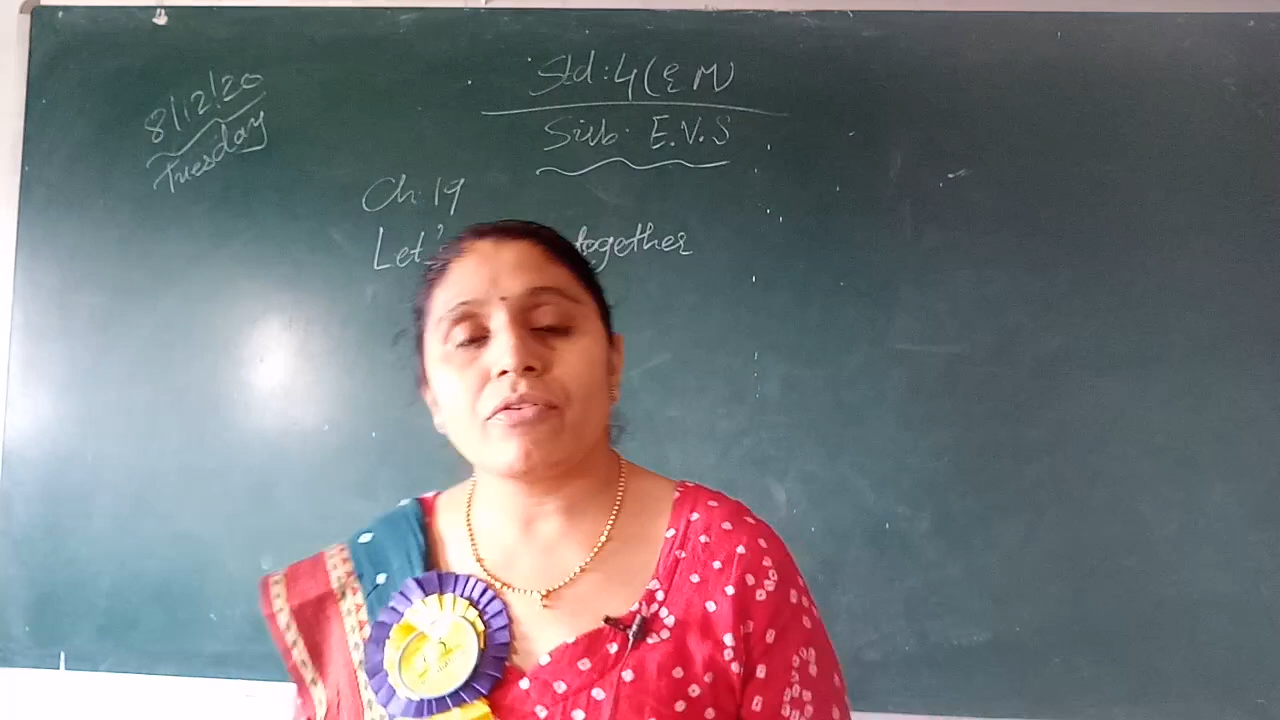 8/12/20
Tuesday
Std: 4 (E M)
Sub: E.V.S
Ch: 19
Let's together